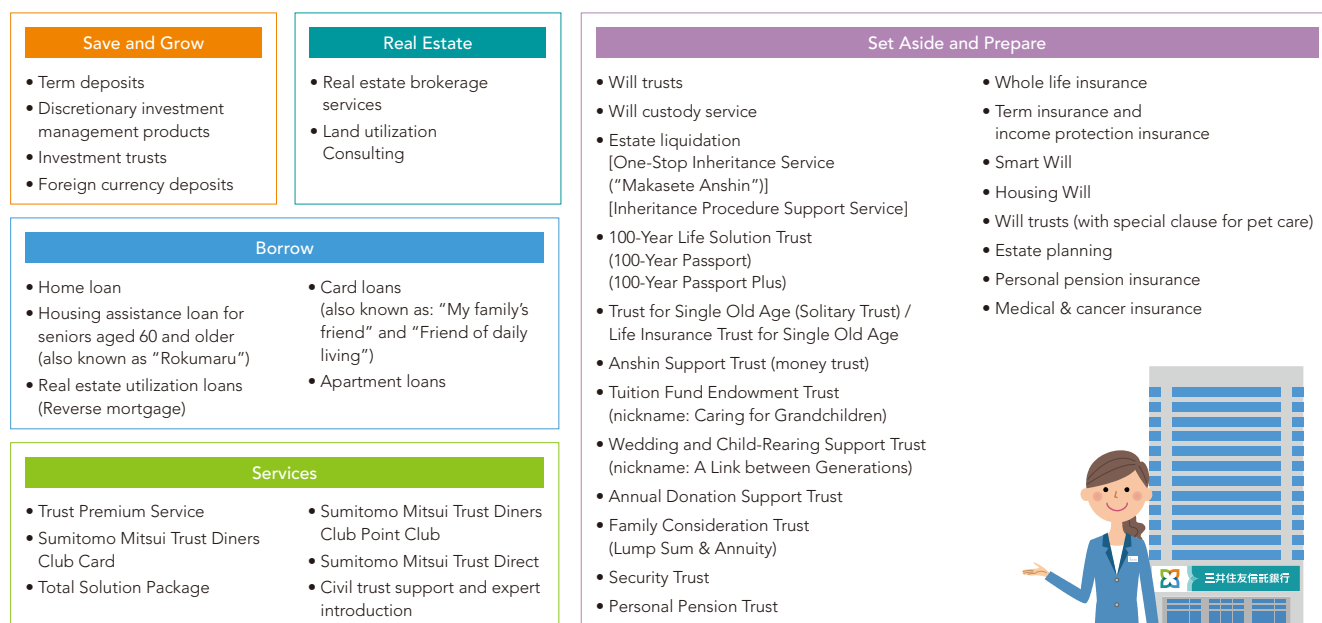 Save and Grow
• Term deposits
• Discretionary investment
management products
• Investment trusts
• Foreign currency deposits
Real Estate
• Real estate brokerage
services
• Land utilization
Consulting
Borrow
• Home loan
• Housing assistance loan for
seniors aged 60 and older
(also known as “Rokumaru”)
• Real estate utilization loans
(Reverse mortgage)
• Card loans
(also known as: “My family’s
friend” and “Friend of daily
living”)
• Apartment loans
Services
• Trust Premium Service
• Sumitomo Mitsui Trust Diners
Club Card
• Total Solution Package
• Sumitomo Mitsui Trust Diners
Club Point Club
• Sumitomo Mitsui Trust Direct
• Civil trust support and expert
introduction
Set Aside and Prepare
• Will trusts
• Will custody service
• Estate liquidation
[One-Stop Inheritance Service
(“Makasete Anshin”)]
[Inheritance Procedure Support Service]
• 100-Year Life Solution Trust
(100-Year Passport)
(100-Year Passport Plus)
• Trust for Single Old Age (Solitary Trust) /
Life Insurance Trust for Single Old Age
• Anshin Support Trust (money trust)
• Tuition Fund Endowment Trust
(nickname: Caring for Grandchildren)
• Wedding and Child-Rearing Support Trust
(nickname: A Link between Generations)
• Annual Donation Support Trust
• Family Consideration Trust
(Lump Sum & Annuity)
• Security Trust
• Personal Pension Trust
• Whole life insurance
• Term insurance and
income protection insurance
• Smart Will
• Housing Will
• Will trusts (with special clause for pet care)
• Estate planning
• Personal pension insurance
• Medical & cancer insurance
三井住友信託銀行